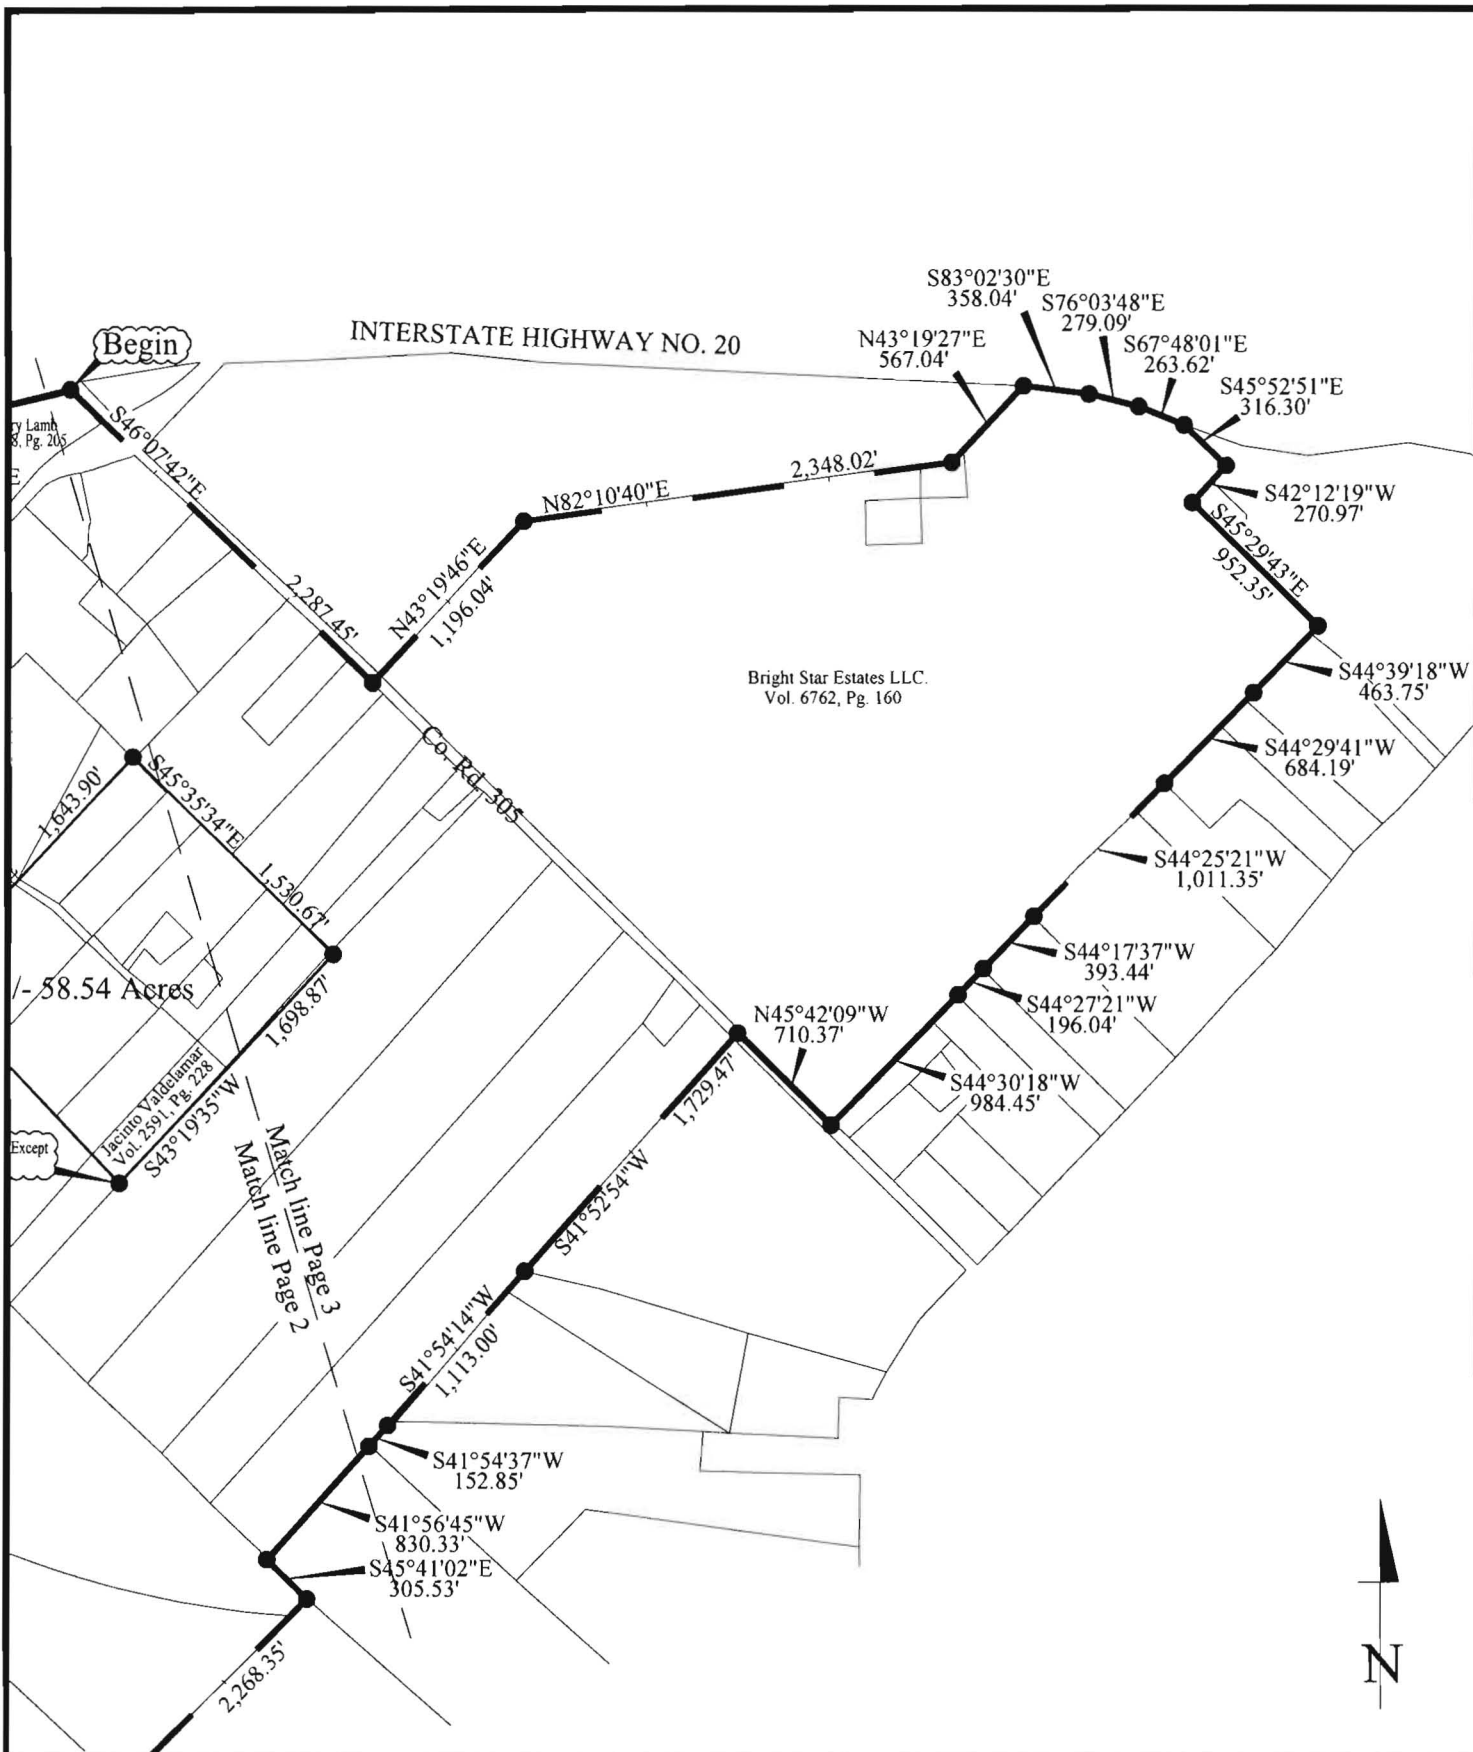 S83°02'30"E
358.04'
S76°03'48"E
279.09'
N43°19'27"E
567.04'
S67°48'01"E
263.62'
S45°52'51"E
316.30'
INTERSTATE HIGHWAY NO. 20
Begin
ry Lamb
8, Pg. 205
E
S46°07'42"E
2,287.45'
N82°10'40"E
2,348.02'
S42°12'19"W
270.97'
S45°29'43"E
952.35'
N43°19'46"E
1,196.04'
Bright Star Estates LLC.
Vol. 6762, Pg. 160
S44°39'18"W
463.75'
S44°29'41"W
684.19'
Co. Rd. 305
1,643.90'
S45°35'34"E
1,530.67'
S44°25'21"W
1,011.35'
S44°17'37"W
393.44'
/- 58.54 Acres
S44°27'21"W
196.04'
N45°42'09"W
710.37'
1,698.87'
S43°19'35"W
Jacinto Valdelamar
Vol. 2591, Pg. 228
S44°30'18"W
984.45'
1,729.47'
S41°52'54"W
Except
Match line Page 3
Match line Page 2
S41°54'14"W
1,113.00'
S41°54'37"W
152.85'
S41°56'45"W
830.33'
S45°41'02"E
305.53'
2,268.35'
N